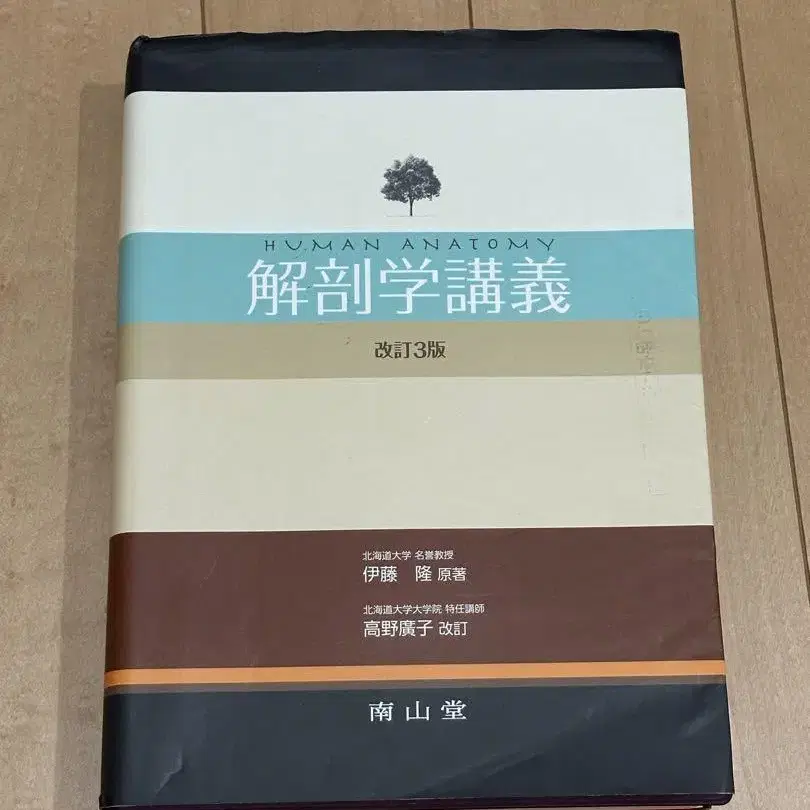 HUMAN ANATOMY
解剖学講義
改訂3版
北海道大学 名誉教授
伊藤 隆 原著
北海道大学大学院 特任講師
高野廣子 改訂
南山堂